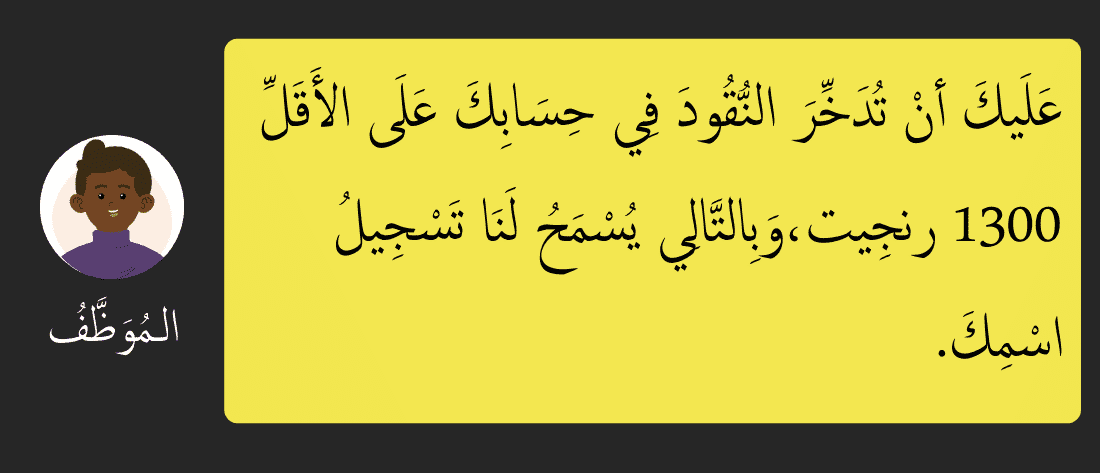 عَلَيكَ أنْ تُدَخِّرَ النُّقُودَ فِي حِسَابِكَ عَلَى الأَقَلِّ
1300 رنجِيت،وَبِالتَّالِي يُسْمَحُ لَنَا تَسْجِيلُ
اسْمِكَ.
المُوَظَّفُ